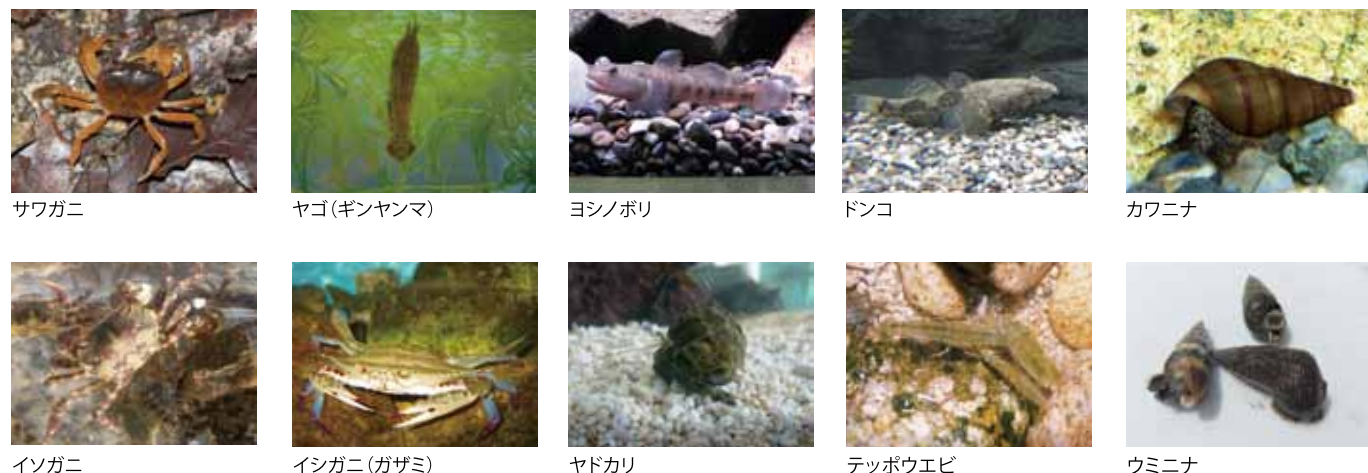 サワガニ
ヤゴ（ギンヤンマ）
ヨシノボリ
ドンコ
カワニナ
イソガニ
イシガニ（ガザミ）
ヤドカリ
テッポウエビ
ウミニナ